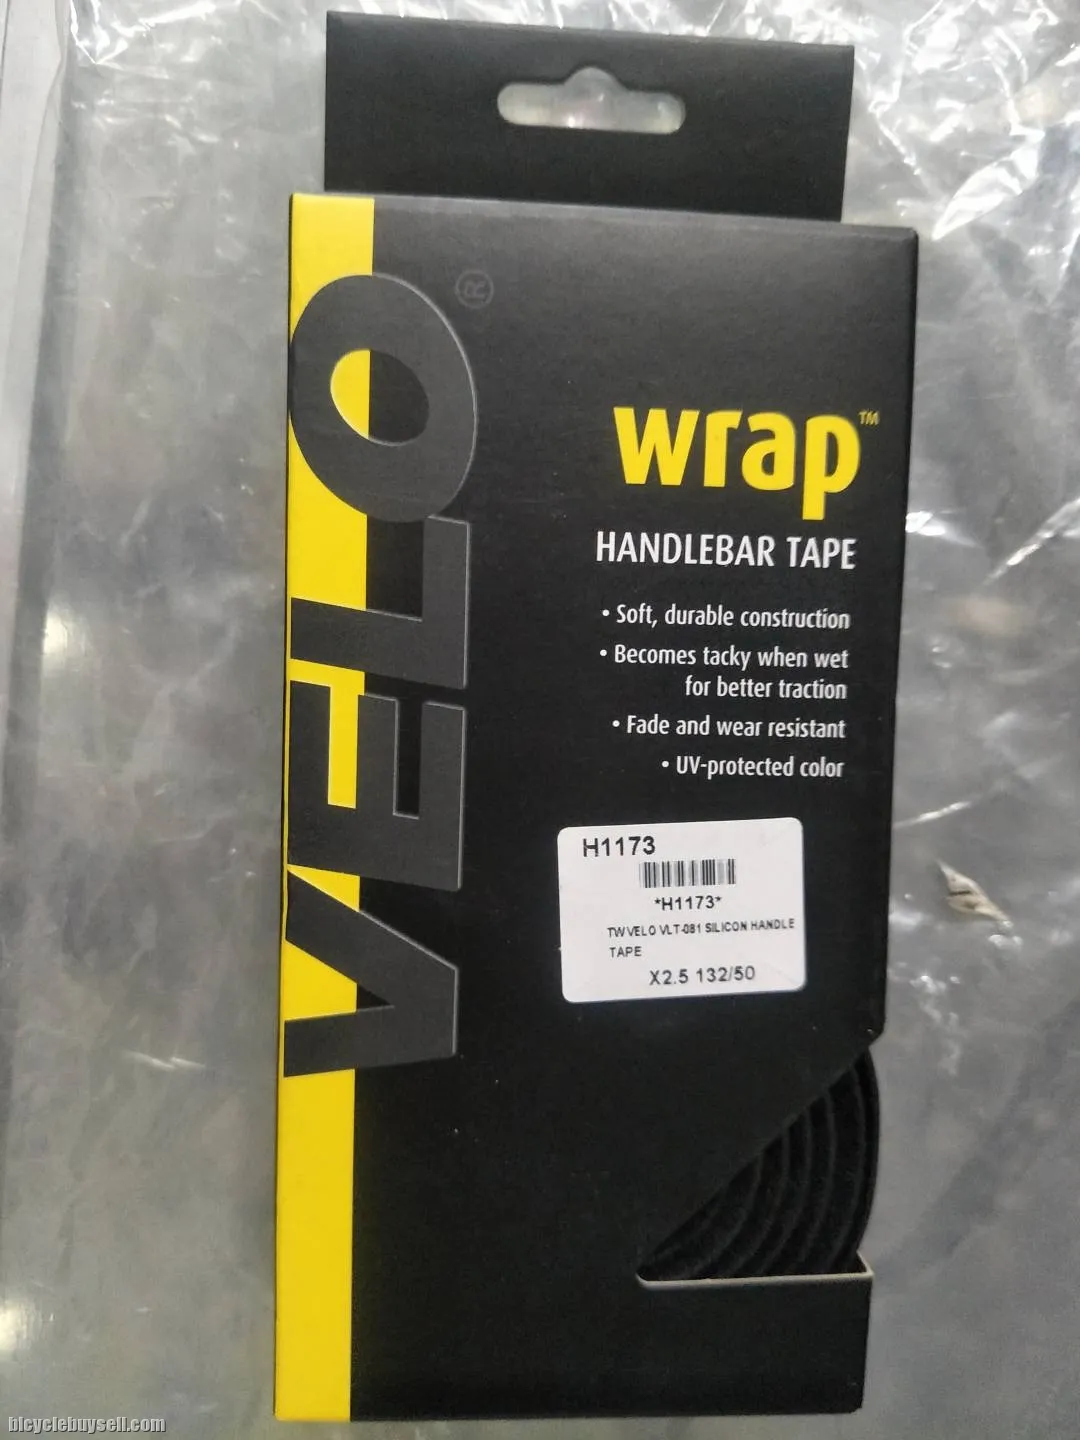 VELO®
wrap™
HANDLEBAR TAPE
• Soft, durable construction
• Becomes tacky when wet
for better traction
• Fade and wear resistant
• UV-protected color
H1173
*H1173*
TW VELO VLT-081 SILICON HANDLE
TAPE
X2.5 132/50
bicyclebuysell.com